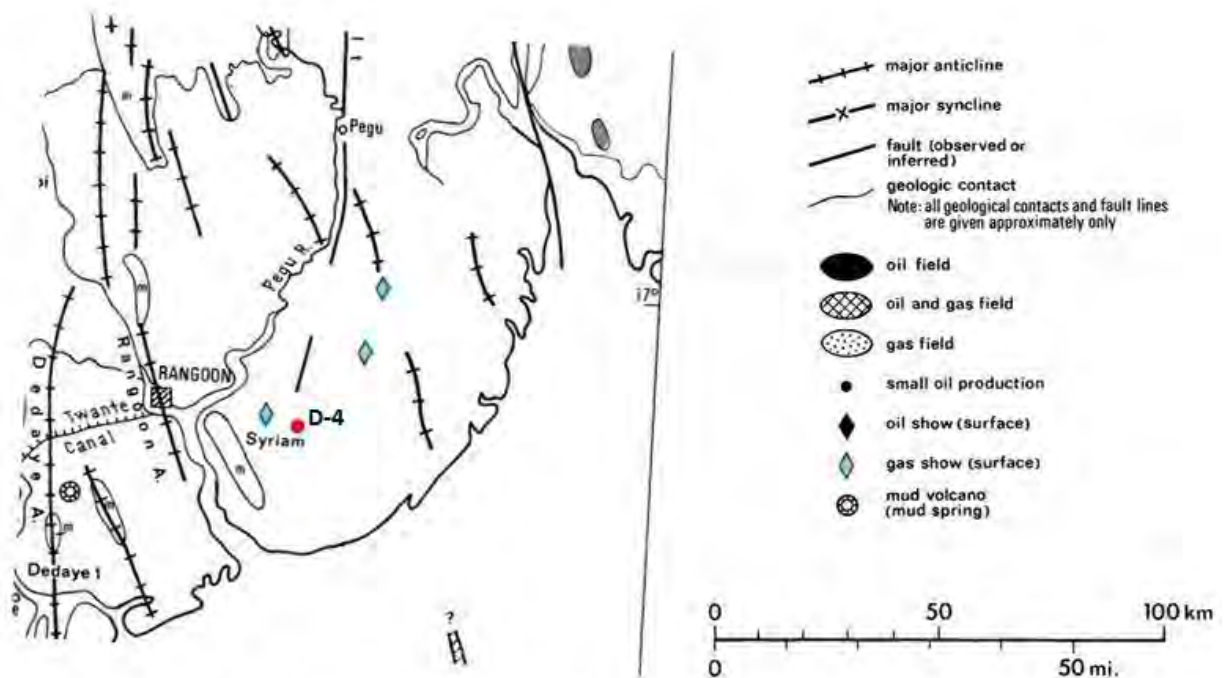 Pegu
Pegu R.
17°
Rangoon A.
RANGOON
Dedaye A.
Twante
Canal
D-4
Syriam
m
m
m
m
m
Dedaye 1
?
major anticline
major syncline
fault (observed or
inferred)
geologic contact
Note: all geological contacts and fault lines
are given approximately only
oil field
oil and gas field
gas field
small oil production
oil show (surface)
gas show (surface)
mud volcano
(mud spring)
0 50 100 km
0 50 mi.